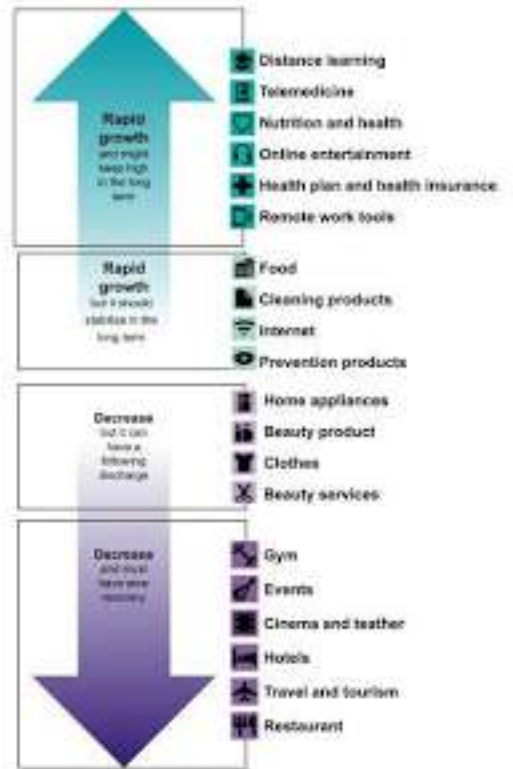 Rapid
growth
and might
keep high
in the long
term
Distance learning
Telemedicine
Nutrition and health
Online entertainment
Health plan and health insurance
Remote work tools
Rapid
growth
but it should
stabilize in the
long term
Food
Cleaning products
Internet
Prevention products
Decrease
but it can
have a
following
discharge
Home appliances
Beauty product
Clothes
Beauty services
Decrease
and must
have slow
recovery
Gym
Events
Cinema and teather
Hotels
Travel and tourism
Restaurant